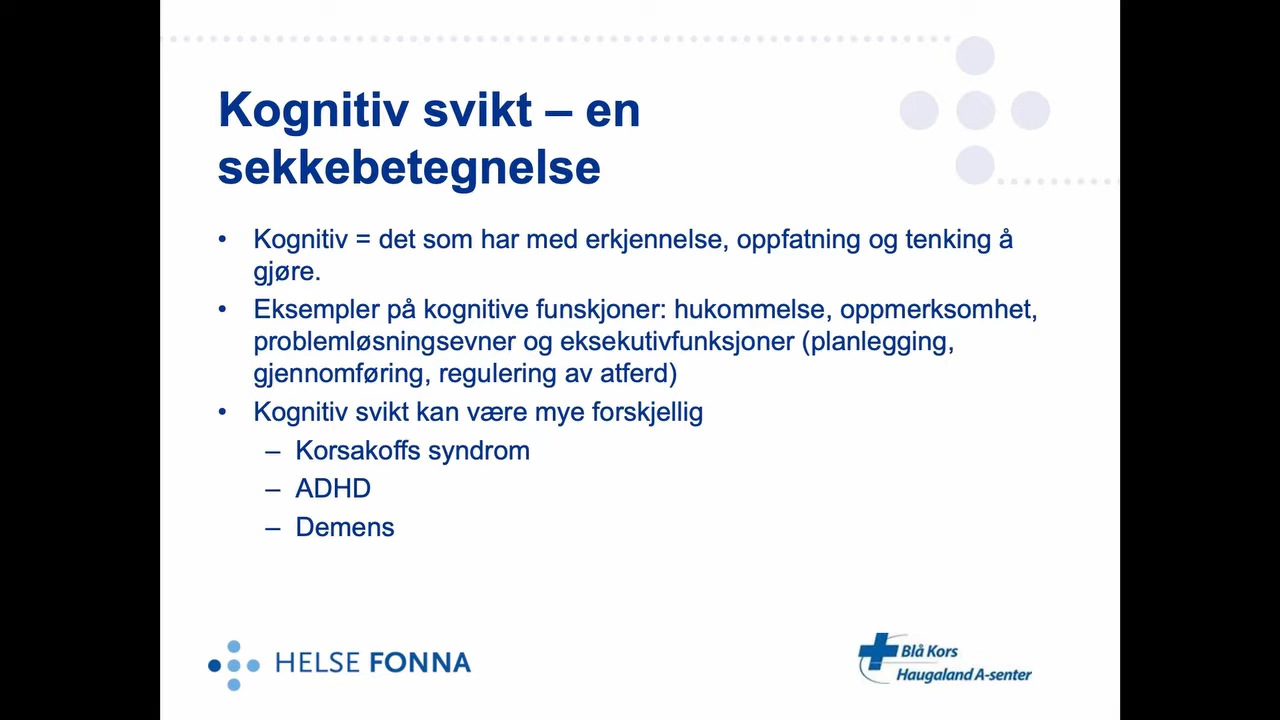 Kognitiv svikt – en
sekkebetegnelse
• Kognitiv = det som har med erkjennelse, oppfatning og tenking å
gjøre.
• Eksempler på kognitive funskjoner: hukommelse, oppmerksomhet,
problemløsningsevner og eksekutivfunksjoner (planlegging,
gjennomføring, regulering av atferd)
• Kognitiv svikt kan være mye forskjellig
– Korsakoffs syndrom
– ADHD
– Demens
HELSE FONNA
Blå Kors
Haugaland A-senter